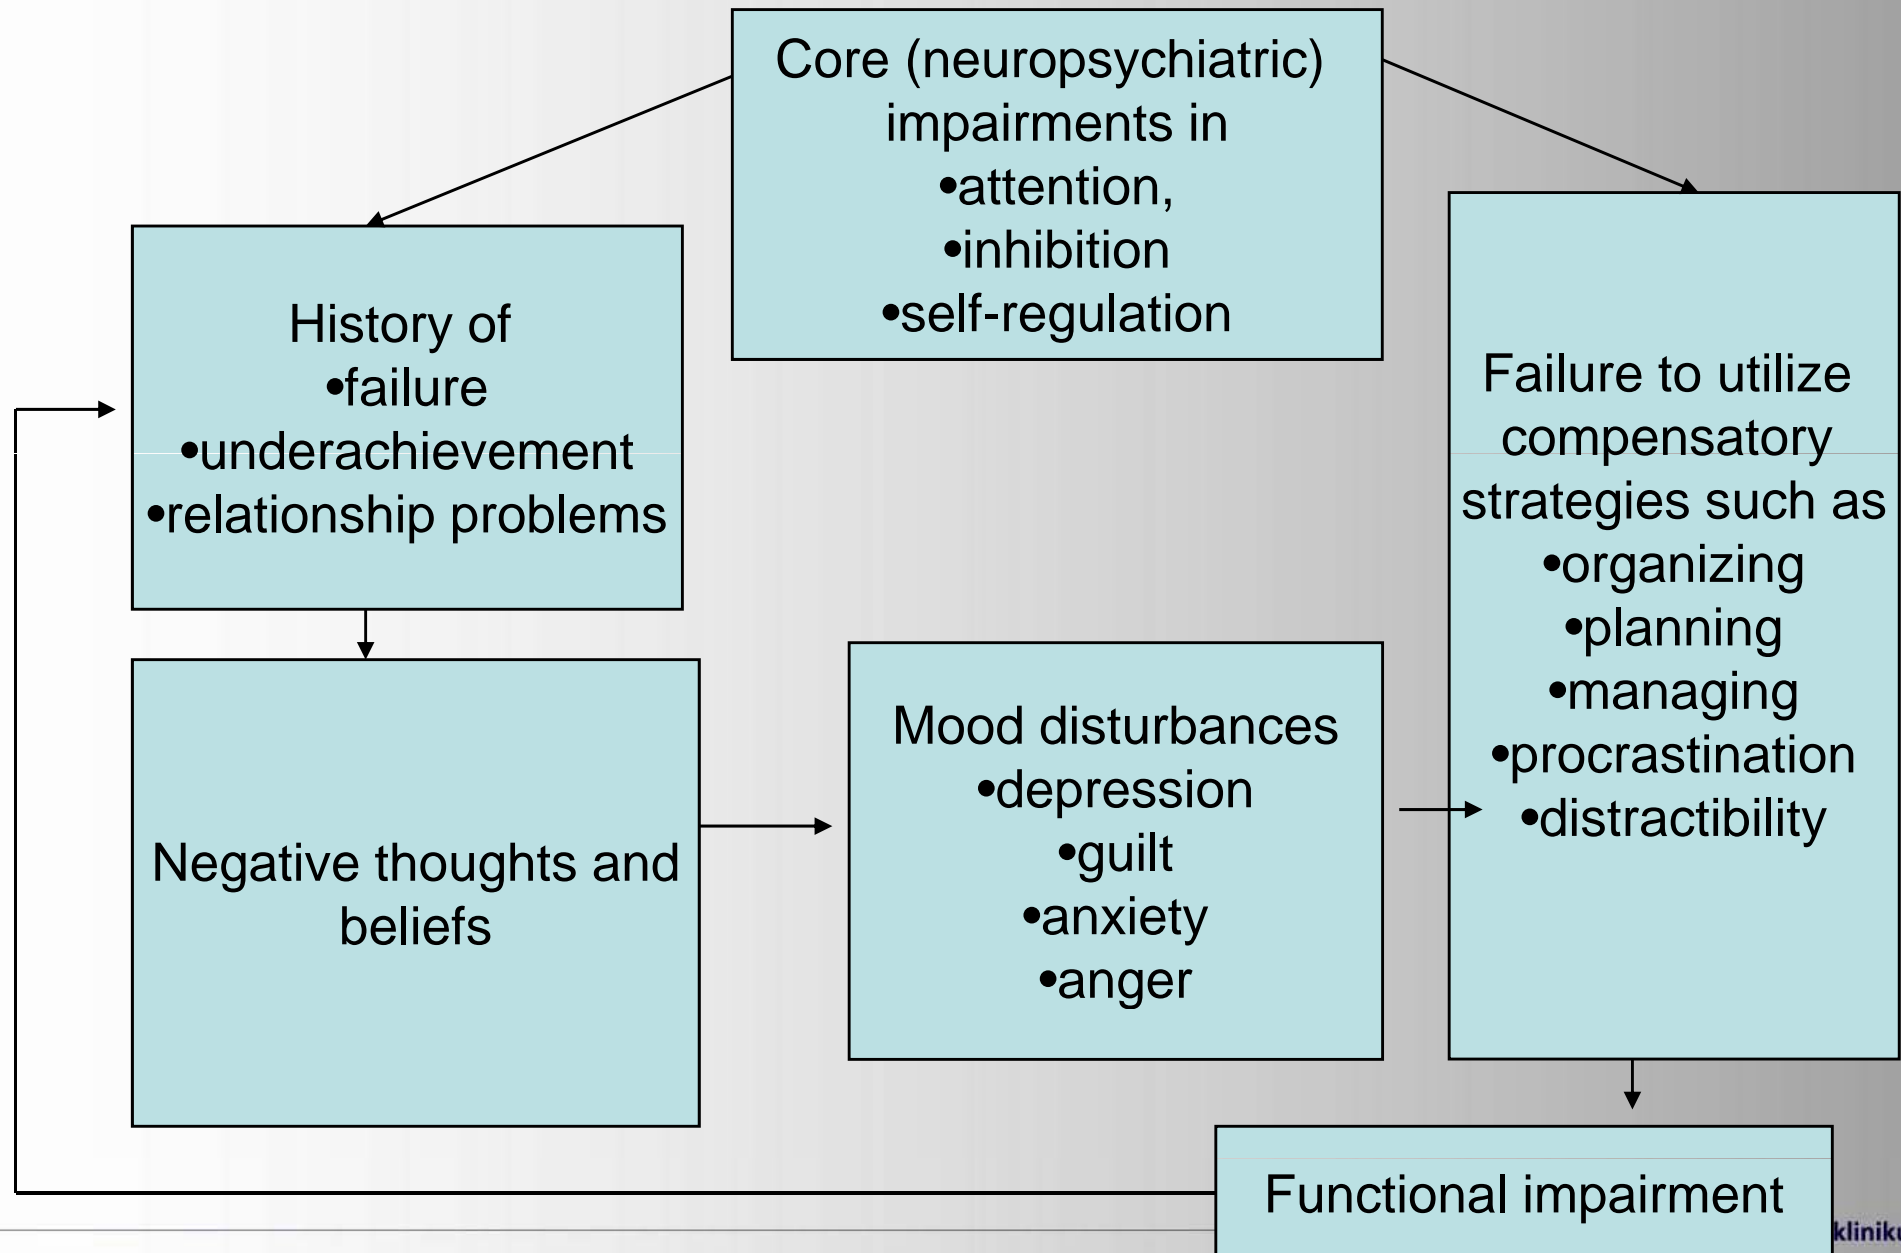 Core (neuropsychiatric)
impairments in
•attention,
•inhibition
•self-regulation
History of
•failure
•underachievement
•relationship problems
Failure to utilize
compensatory
strategies such as
•organizing
•planning
•managing
•procrastination
•distractibility
Mood disturbances
•depression
•guilt
•anxiety
•anger
Negative thoughts and
beliefs
Functional impairment